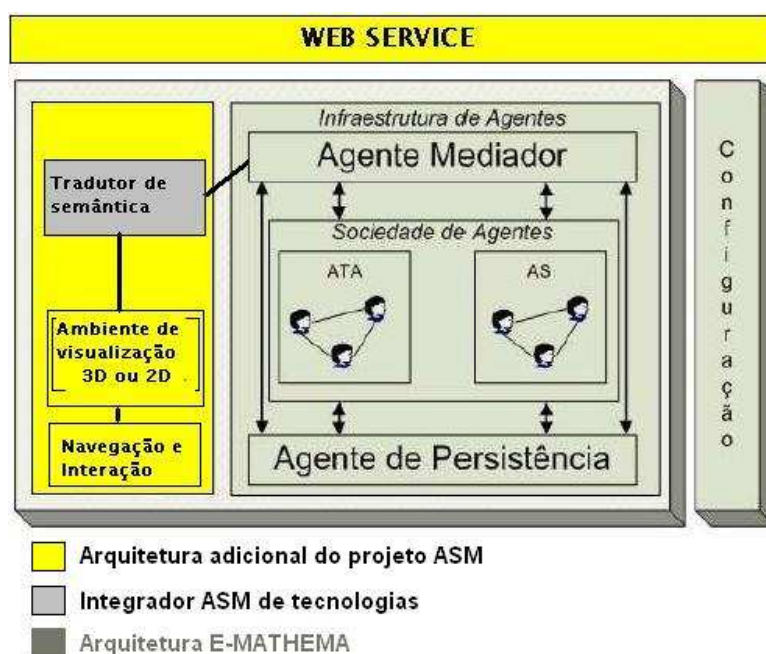 WEB SERVICE
Tradutor de
semântica
Ambiente de
visualização
3D ou 2D
Navegação e
Interação
Infraestrutura de Agentes
Agente Mediador
Sociedade de Agentes
ATA
AS
Agente de Persistência
Configuração
Arquitetura adicional do projeto ASM
Integrador ASM de tecnologias
Arquitetura E-MATHEMA